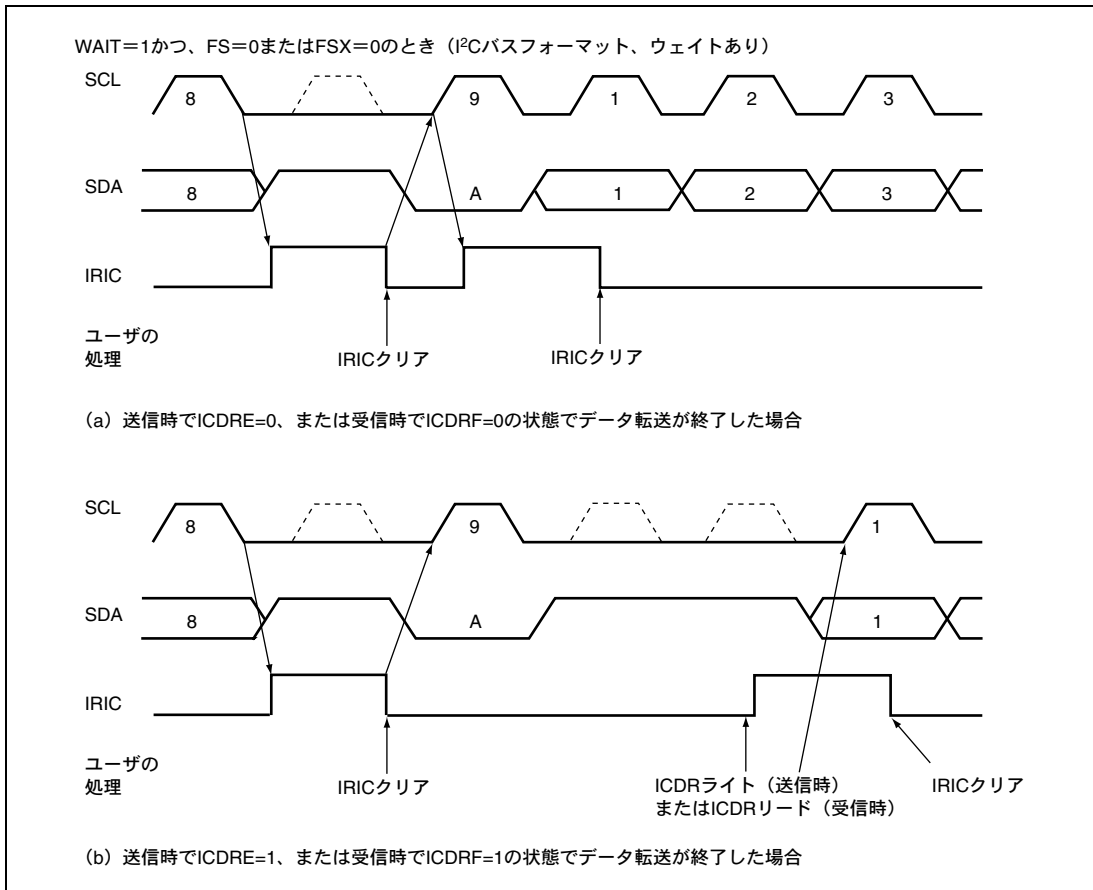 WAIT=1かつ、FS=0またはFSX=0のとき（I²Cバスフォーマット、ウェイトあり）
SCL
8 9 1 2 3
SDA
8 A 1 2 3
IRIC
ユーザの
処理
IRICクリア IRICクリア
(a) 送信時でICDRE=0、または受信時でICDRF=0の状態でデータ転送が終了した場合
SCL
8 9 1
SDA
8 A 1
IRIC
ユーザの
処理
IRICクリア ICDRライト（送信時） IRICクリア
またはICDRリード（受信時）
(b) 送信時でICDRE=1、または受信時でICDRF=1の状態でデータ転送が終了した場合